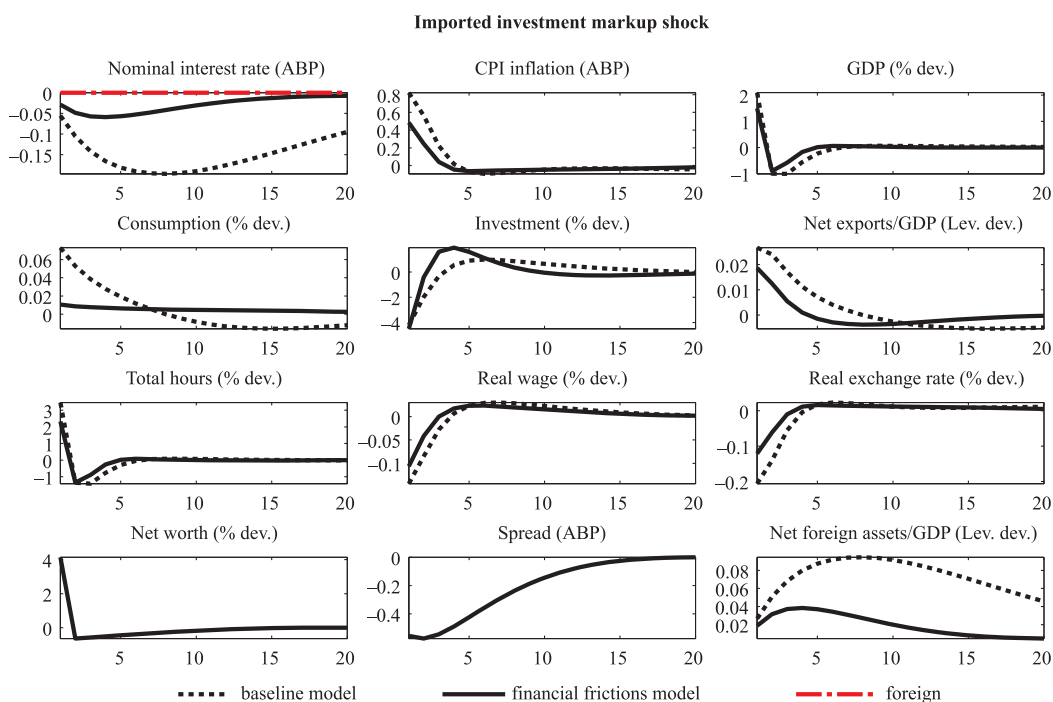 Imported investment markup shock
Nominal interest rate (ABP) CPI inflation (ABP) GDP (% dev.)
0 0.8 2
−0.05 0.6
−0.1 0.4 0
−0.15 0.2
0 −1
5 10 15 20 5 10 15 20 5 10 15 20
Consumption (% dev.) Investment (% dev.) Net exports/GDP (Lev. dev.)
0.06 0 0.02
0.02 −2 0.01
0 −4 0
5 10 15 20 5 10 15 20 5 10 15 20
Total hours (% dev.) Real wage (% dev.) Real exchange rate (% dev.)
3 0 0
2
1 −0.05 −0.1
0
−1 −0.1 −0.2
5 10 15 20 5 10 15 20 5 10 15 20
Net worth (% dev.) Spread (ABP) Net foreign assets/GDP (Lev. dev.)
4 0 0.08
2 −0.2 0.06
0.04
0 −0.4 0.02
5 10 15 20 5 10 15 20 5 10 15 20
baseline model financial frictions model foreign